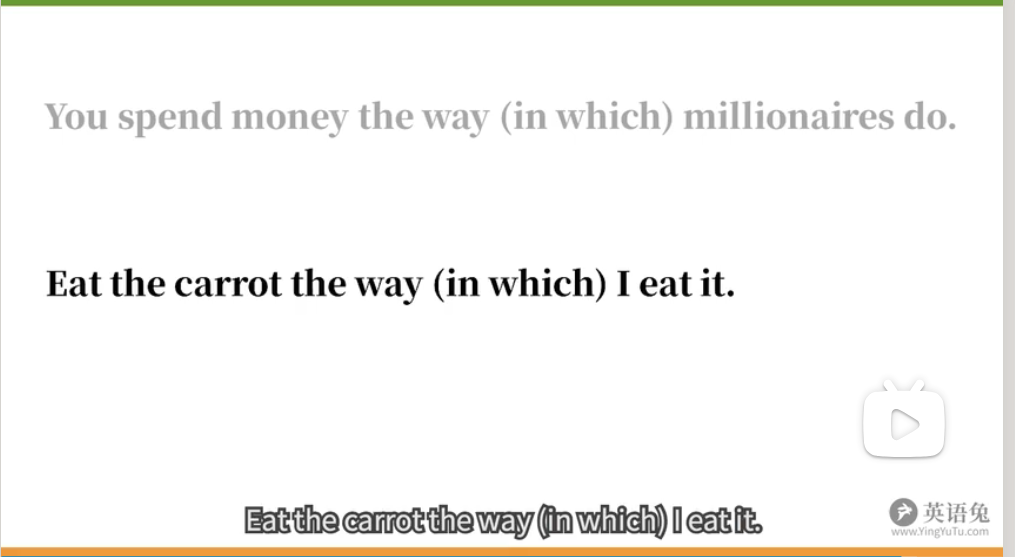 You spend money the way (in which) millionaires do.
Eat the carrot the way (in which) I eat it.
Eat the carrot the way (in which) I eat it.
英语兔
www.YingYuTu.com